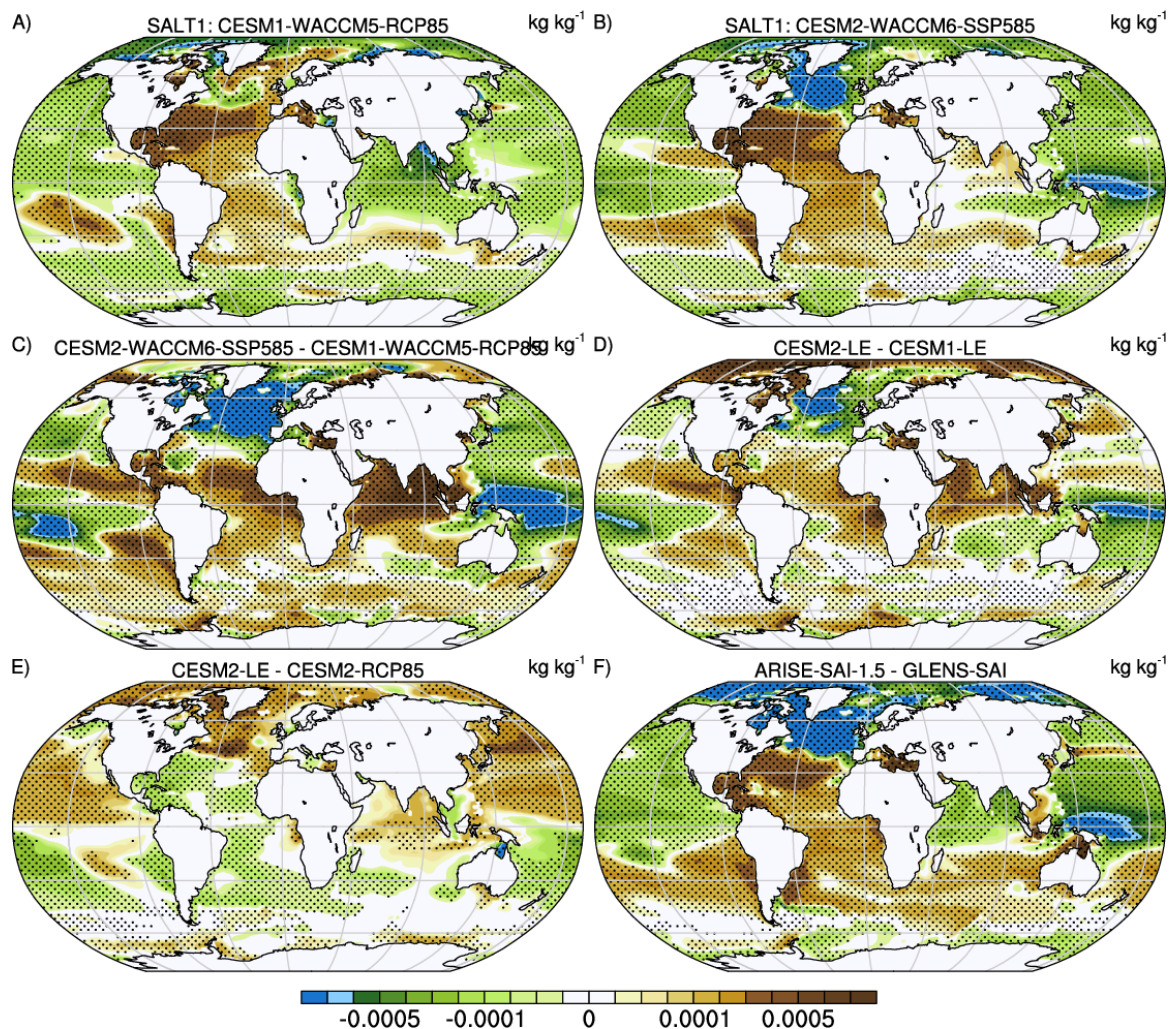 A) SALT1: CESM1-WACCM5-RCP85 kg kg⁻¹
B) SALT1: CESM2-WACCM6-SSP585 kg kg⁻¹
C) CESM2-WACCM6-SSP585 - CESM1-WACCM5-RCP85 kg kg⁻¹
D) CESM2-LE - CESM1-LE kg kg⁻¹
E) CESM2-LE - CESM2-RCP85 kg kg⁻¹
F) ARISE-SAI-1.5 - GLENS-SAI kg kg⁻¹
-0.0005 -0.0001 0 0.0001 0.0005